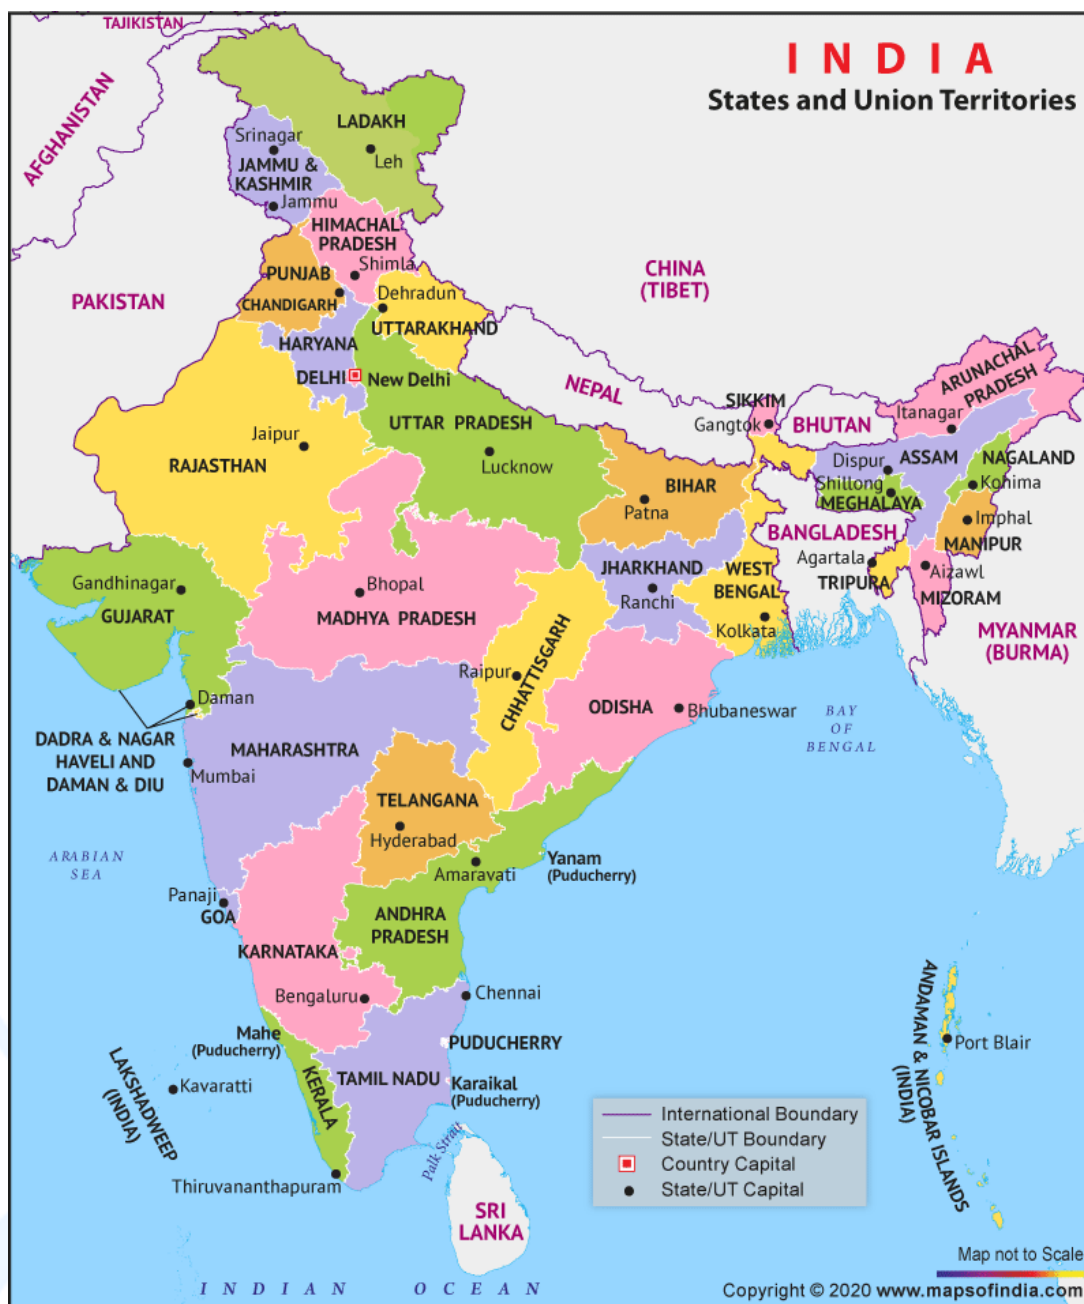 TAJIKISTAN
I N D I A
States and Union Territories
AFGHANISTAN
LADAKH
Srinagar
Leh
JAMMU &
KASHMIR
Jammu
HIMACHAL
PRADESH
Shimla
PUNJAB
CHANDIGARH
Dehradun
UTTARAKHAND
CHINA
(TIBET)
PAKISTAN
HARYANA
DELHI
New Delhi
NEPAL
SIKKIM
Gangtok
BHUTAN
ARUNACHAL
PRADESH
Itanagar
UTTAR PRADESH
Lucknow
Jaipur
RAJASTHAN
BIHAR
Patna
Dispur
ASSAM
NAGALAND
Shillong
Kohima
MEGHALAYA
Imphal
MANIPUR
BANGLADESH
Agartala
TRIPURA
Aizawl
MIZORAM
Gandhinagar
GUJARAT
Bhopal
MADHYA PRADESH
JHARKHAND
Ranchi
WEST
BENGAL
Kolkata
MYANMAR
(BURMA)
Raipur
CHHATTISGARH
ODISHA
Bhubaneswar
BAY
OF
BENGAL
Daman
DADRA & NAGAR
HAVELI AND
DAMAN & DIU
MAHARASHTRA
Mumbai
TELANGANA
Hyderabad
ARABIAN
SEA
Amaravati
Yanam
(Puducherry)
Panaji
GOA
ANDHRA
PRADESH
KARNATAKA
Bengaluru
Chennai
Mahe
(Puducherry)
PUDUCHERRY
KERALA
TAMIL NADU
Karaikal
(Puducherry)
LAKSHADWEEP
(INDIA)
Kavaratti
Thiruvananthapuram
Palk Strait
SRI
LANKA
ANDAMAN & NICOBAR ISLANDS
(INDIA)
Port Blair
International Boundary
State/UT Boundary
Country Capital
State/UT Capital
Map not to Scale
I N D I A N O C E A N
Copyright © 2020 www.mapsofindia.com